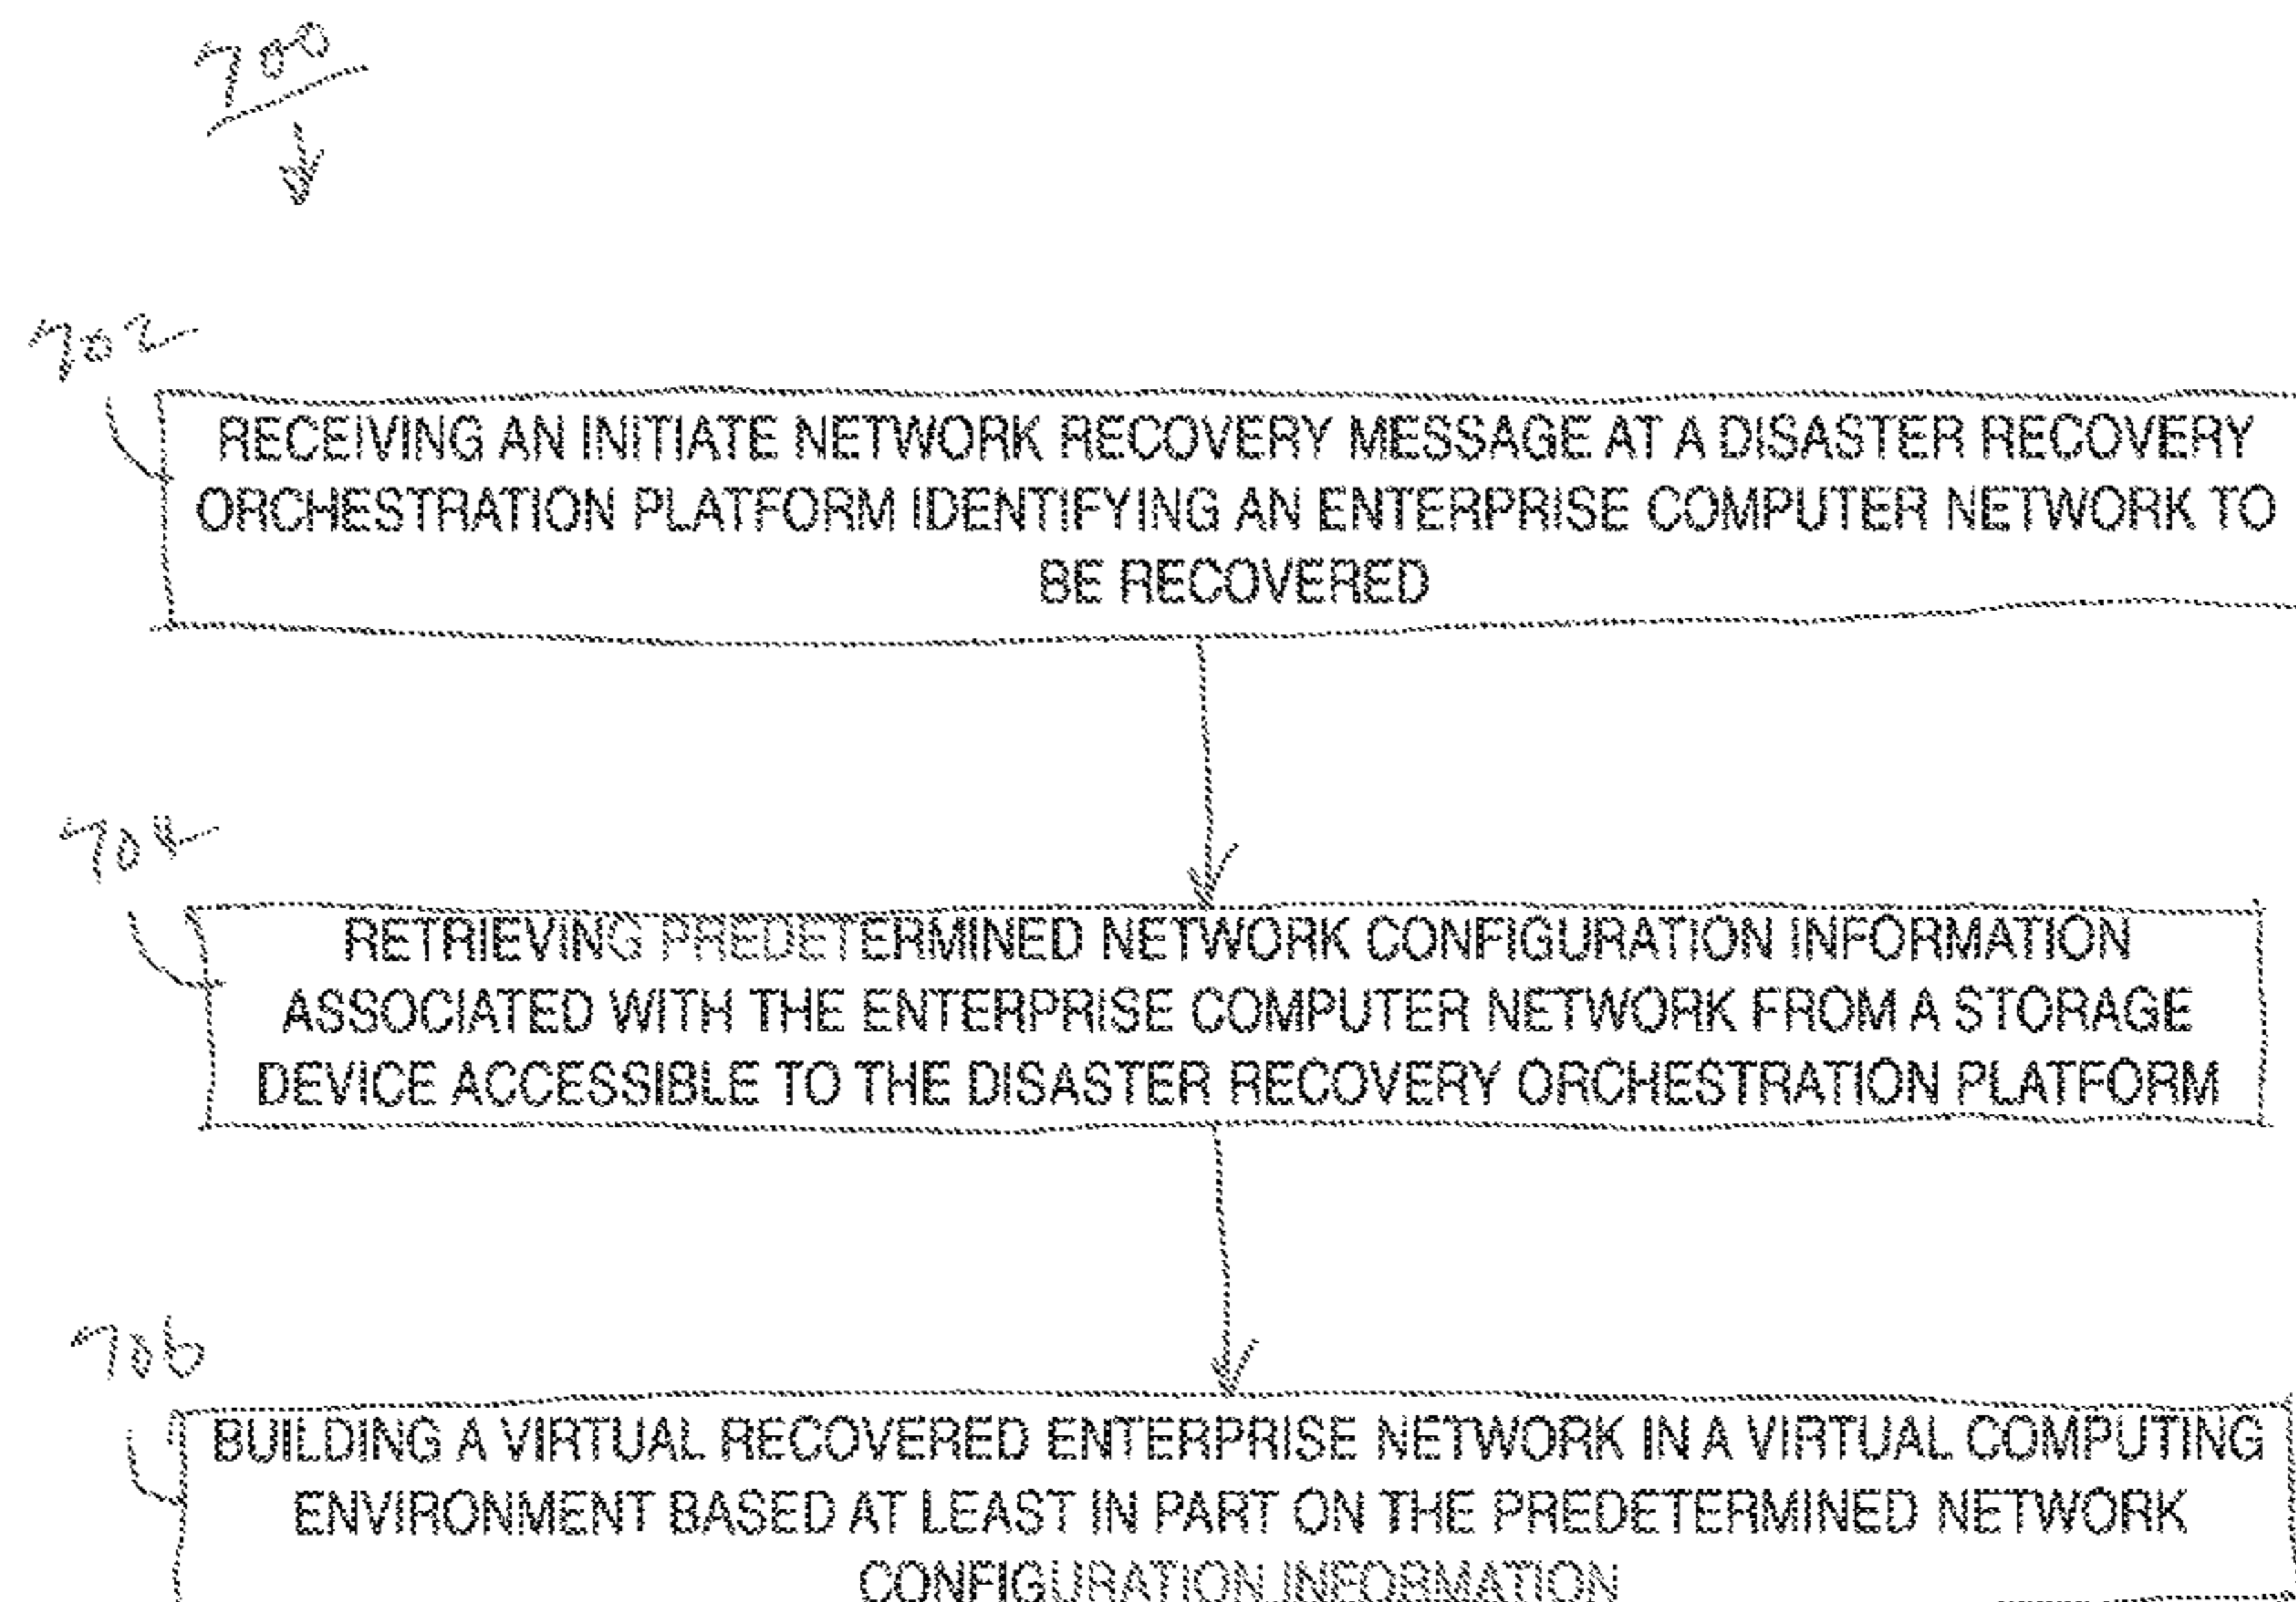 700
702
RECEIVING AN INITIATE NETWORK RECOVERY MESSAGE AT A DISASTER RECOVERY
ORCHESTRATION PLATFORM IDENTIFYING AN ENTERPRISE COMPUTER NETWORK TO
BE RECOVERED
704
RETRIEVING PREDETERMINED NETWORK CONFIGURATION INFORMATION
ASSOCIATED WITH THE ENTERPRISE COMPUTER NETWORK FROM A STORAGE
DEVICE ACCESSIBLE TO THE DISASTER RECOVERY ORCHESTRATION PLATFORM
706
BUILDING A VIRTUAL RECOVERED ENTERPRISE NETWORK IN A VIRTUAL COMPUTING
ENVIRONMENT BASED AT LEAST IN PART ON THE PREDETERMINED NETWORK
CONFIGURATION INFORMATION